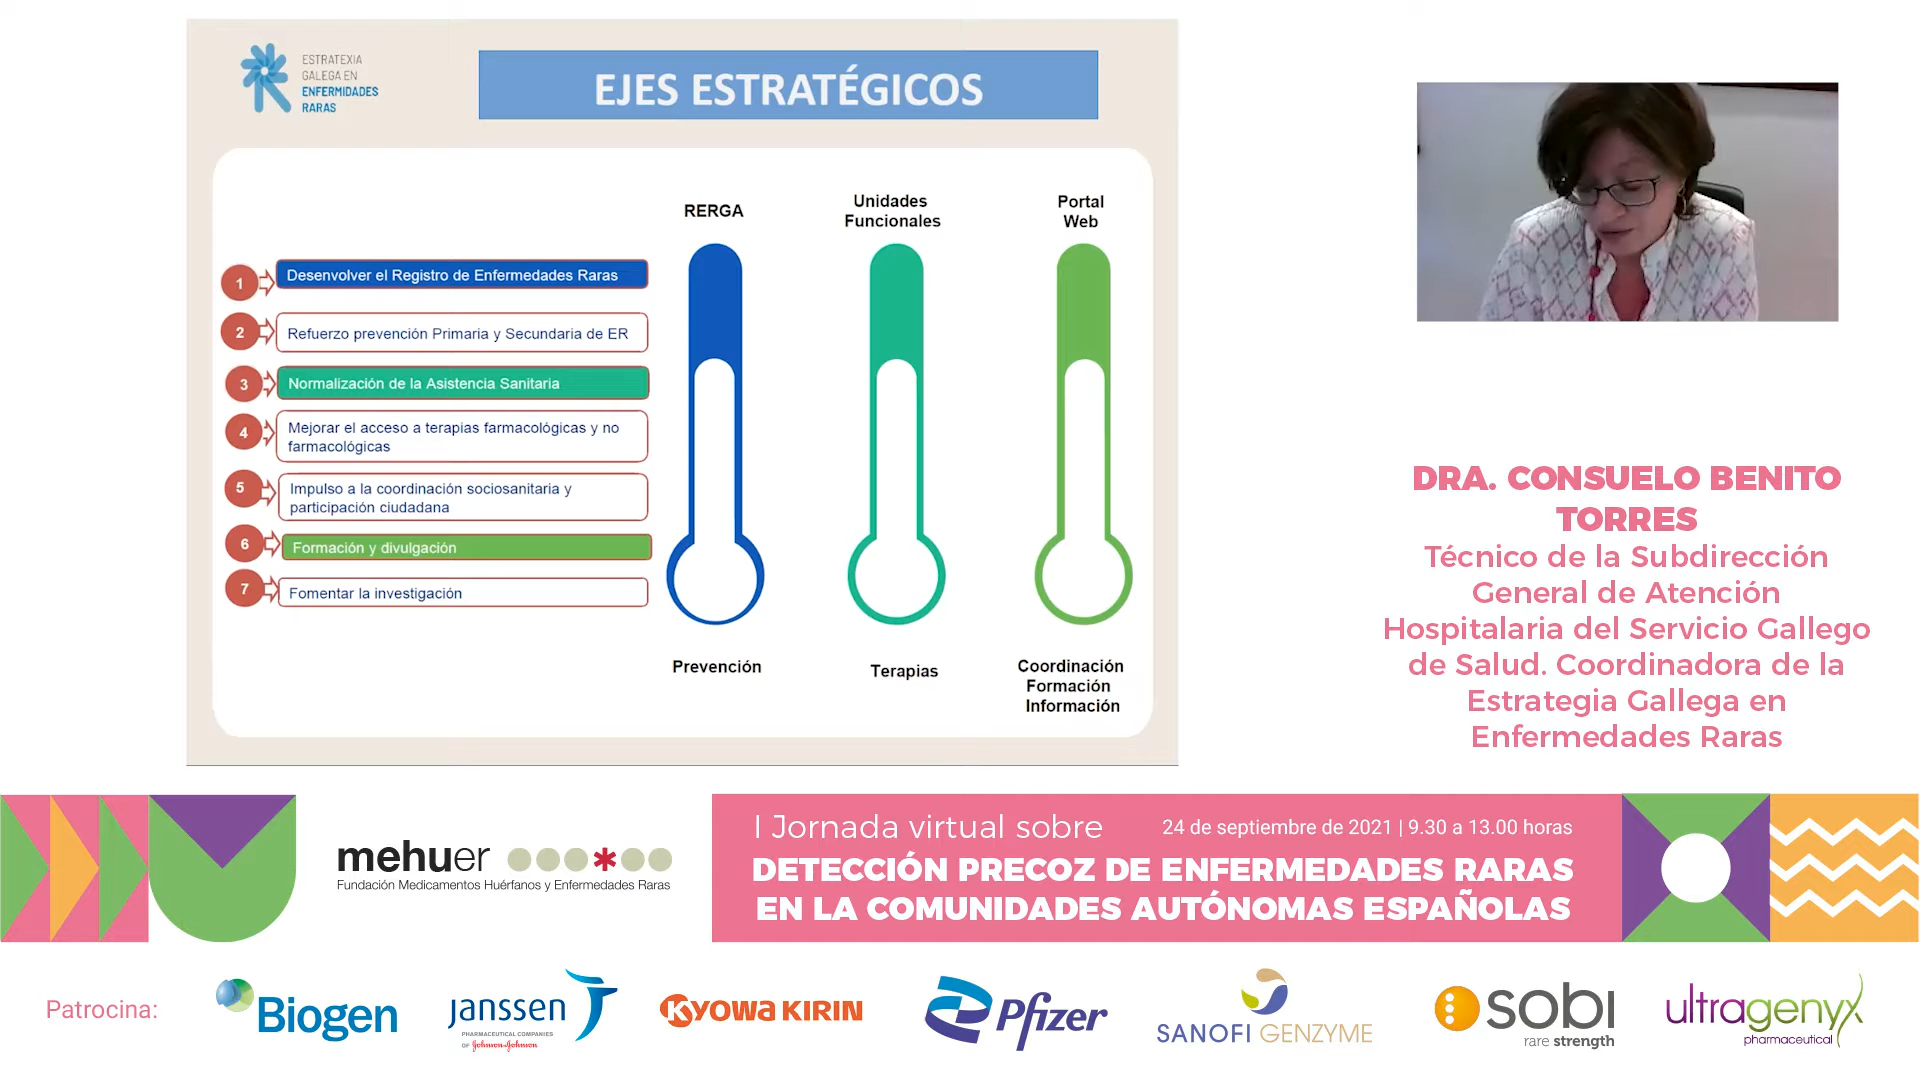 ESTRATEXIA
GALEGA EN
ENFERMIDADES
RARAS
EJES ESTRATÉGICOS
1
Desenvolver el Registro de Enfermedades Raras
2
Refuerzo prevención Primaria y Secundaria de ER
3
Normalización de la Asistencia Sanitaria
4
Mejorar el acceso a terapias farmacológicas y no
farmacológicas
5
Impulso a la coordinación sociosanitaria y
participación ciudadana
6
Formación y divulgación
7
Fomentar la investigación
RERGA
Prevención
Unidades
Funcionales
Terapias
Portal
Web
Coordinación
Formación
Información
DRA. CONSUELO BENITO
TORRES
Técnico de la Subdirección
General de Atención
Hospitalaria del Servicio Gallego
de Salud. Coordinadora de la
Estrategia Gallega en
Enfermedades Raras
mehuer
Fundación Medicamentos Huérfanos y Enfermedades Raras
I Jornada virtual sobre
24 de septiembre de 2021 | 9.30 a 13.00 horas
DETECCIÓN PRECOZ DE ENFERMEDADES RARAS
EN LA COMUNIDADES AUTÓNOMAS ESPAÑOLAS
Patrocina:
Biogen
janssen
PHARMACEUTICAL COMPANIES
OF Johnson & Johnson
KYOWA KIRIN
Pfizer
SANOFI GENZYME
sobi
rare strength
ultragenyx
pharmaceutical